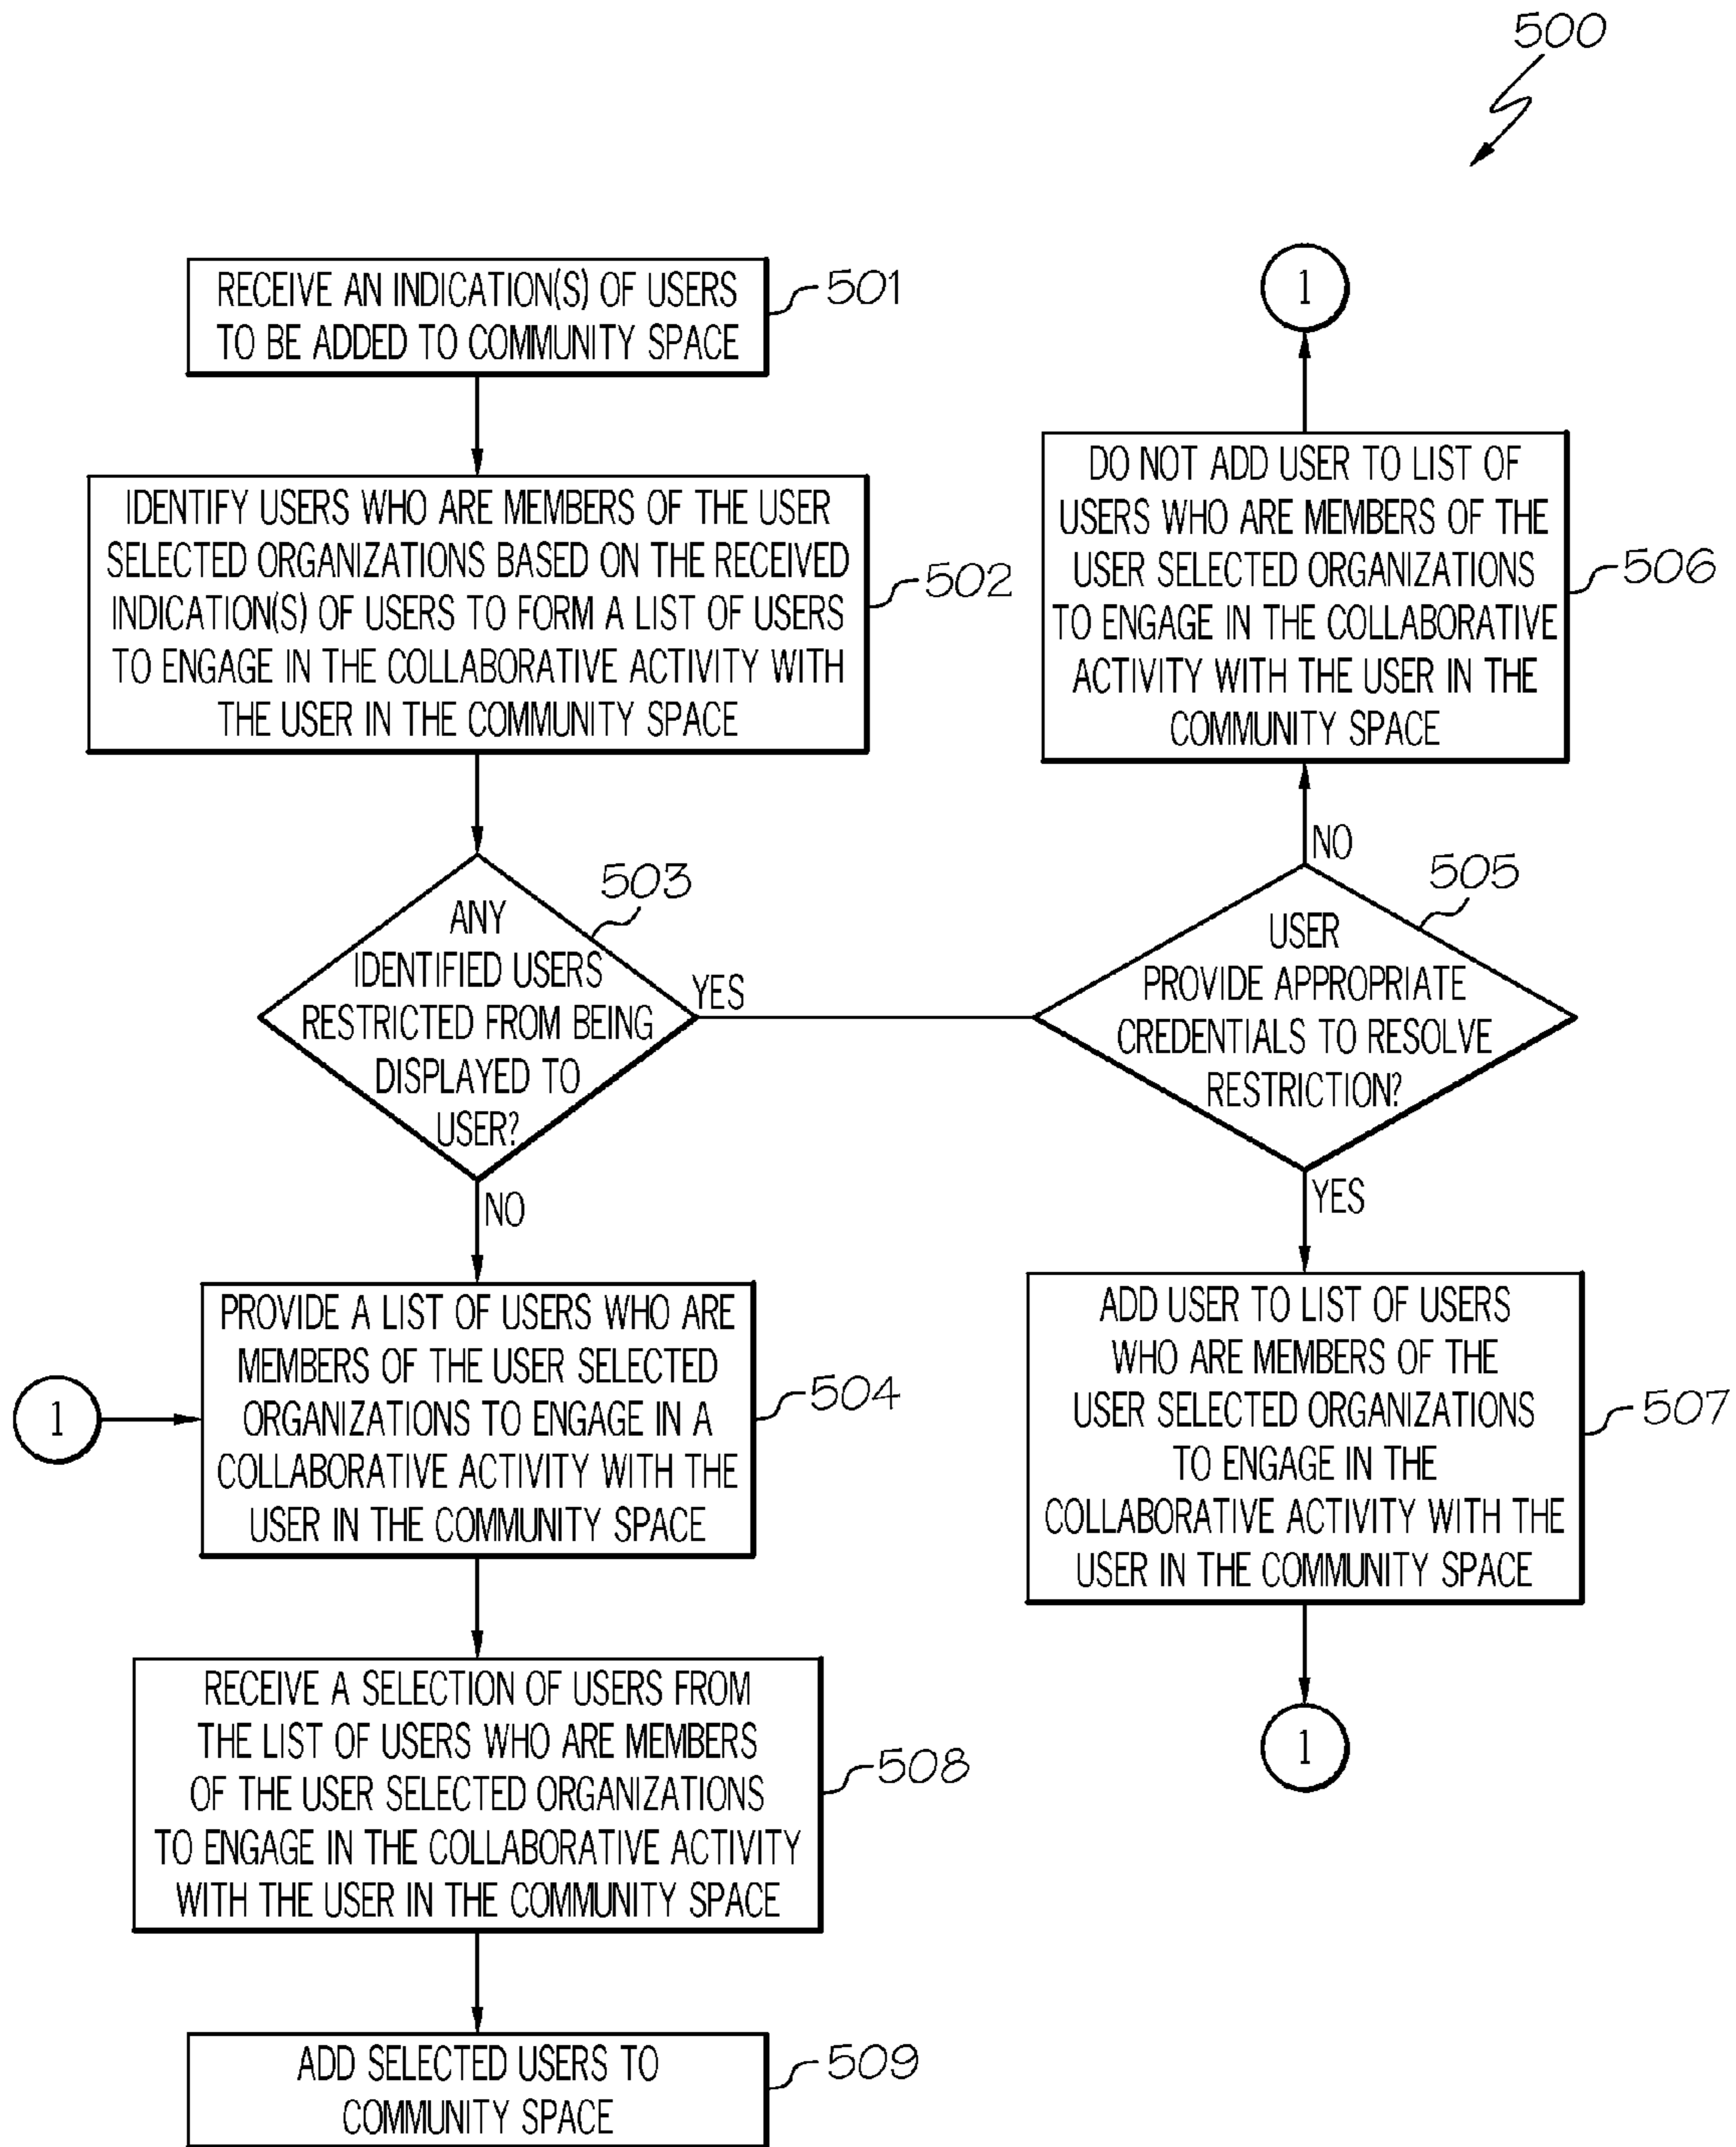 500
RECEIVE AN INDICATION(S) OF USERS
TO BE ADDED TO COMMUNITY SPACE
501
IDENTIFY USERS WHO ARE MEMBERS OF THE USER
SELECTED ORGANIZATIONS BASED ON THE RECEIVED
INDICATION(S) OF USERS TO FORM A LIST OF USERS
TO ENGAGE IN THE COLLABORATIVE ACTIVITY WITH
THE USER IN THE COMMUNITY SPACE
502
ANY
IDENTIFIED USERS
RESTRICTED FROM BEING
DISPLAYED TO
USER?
503
YES
NO
1
PROVIDE A LIST OF USERS WHO ARE
MEMBERS OF THE USER SELECTED
ORGANIZATIONS TO ENGAGE IN A
COLLABORATIVE ACTIVITY WITH THE
USER IN THE COMMUNITY SPACE
504
RECEIVE A SELECTION OF USERS FROM
THE LIST OF USERS WHO ARE MEMBERS
OF THE USER SELECTED ORGANIZATIONS
TO ENGAGE IN THE COLLABORATIVE ACTIVITY
WITH THE USER IN THE COMMUNITY SPACE
508
ADD SELECTED USERS TO
COMMUNITY SPACE
509
1
DO NOT ADD USER TO LIST OF
USERS WHO ARE MEMBERS OF THE
USER SELECTED ORGANIZATIONS
TO ENGAGE IN THE COLLABORATIVE
ACTIVITY WITH THE USER IN THE
COMMUNITY SPACE
506
NO
505
USER
PROVIDE APPROPRIATE
CREDENTIALS TO RESOLVE
RESTRICTION?
YES
ADD USER TO LIST OF USERS
WHO ARE MEMBERS OF THE
USER SELECTED ORGANIZATIONS
TO ENGAGE IN THE
COLLABORATIVE ACTIVITY WITH THE
USER IN THE COMMUNITY SPACE
507
1